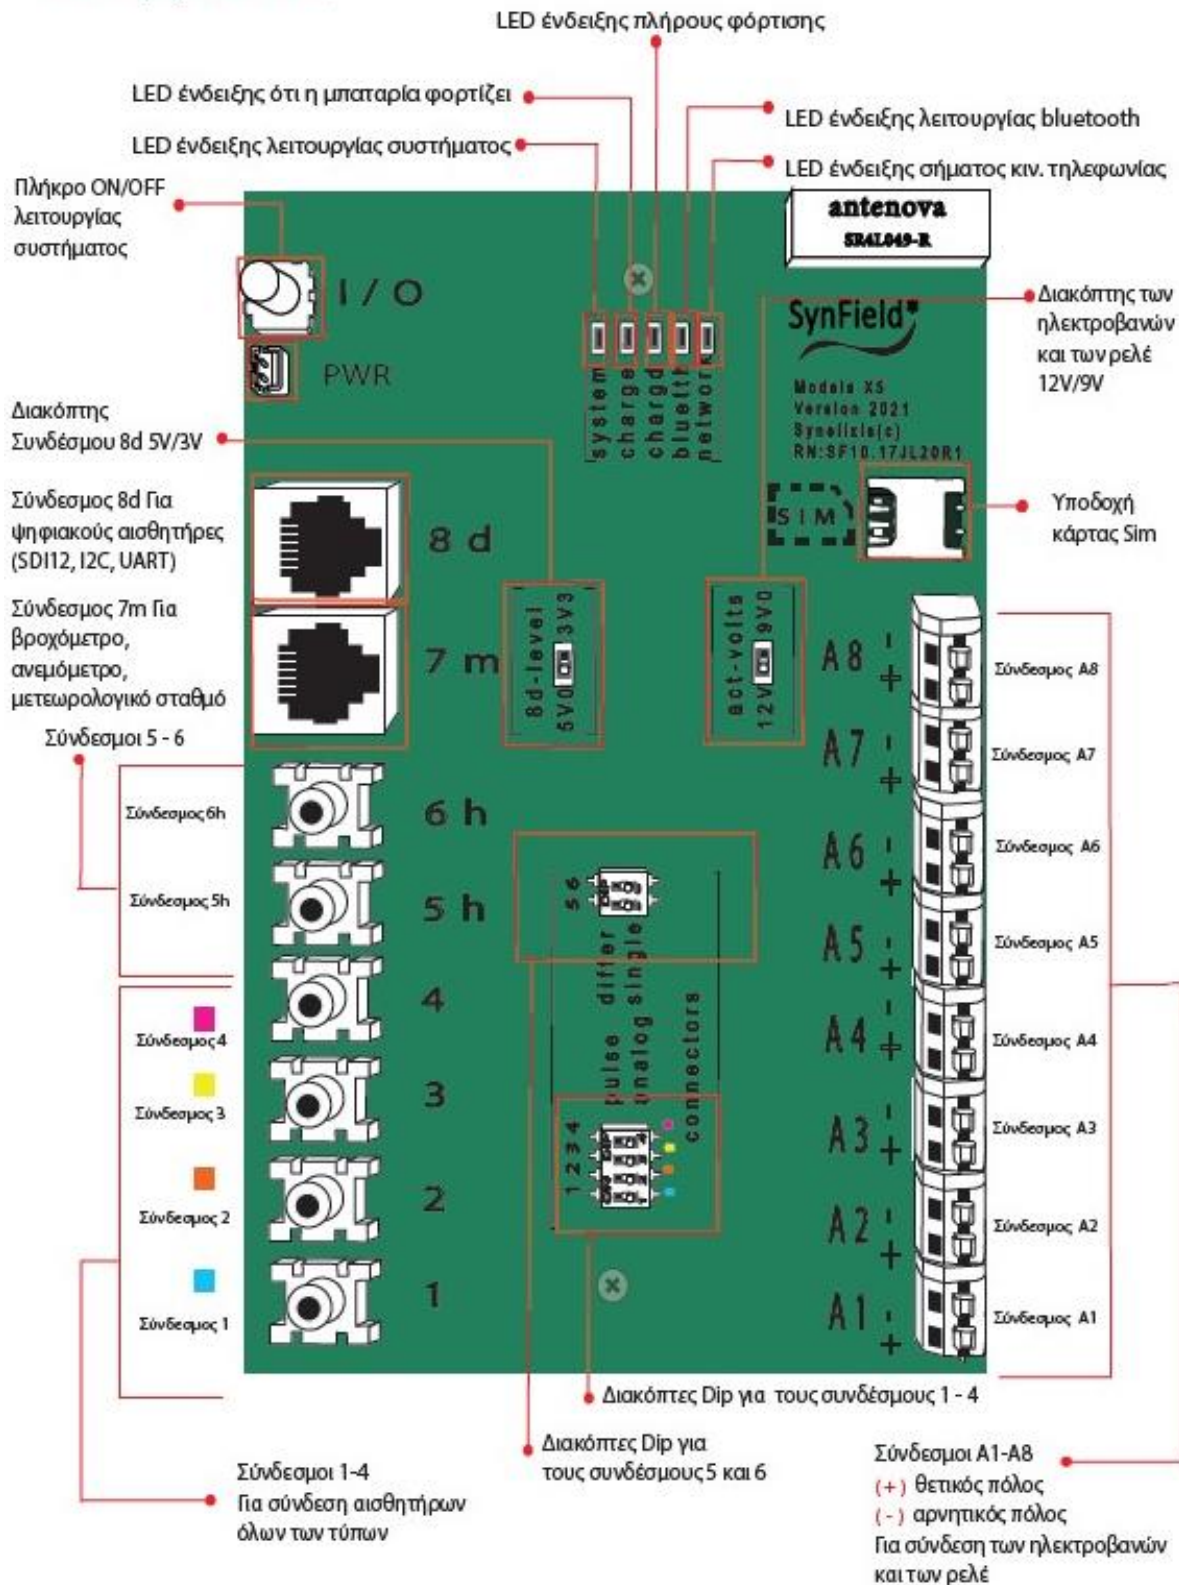 LED ένδειξης πλήρους φόρτισης
LED ένδειξης ότι η μπαταρία φορτίζει
LED ένδειξης λειτουργίας bluetooth
LED ένδειξης λειτουργίας συστήματος
LED ένδειξης σήματος κιν. τηλεφωνίας
Πλήκρο ON/OFF
λειτουργίας
συστήματος
antenova
SR4L049-R
I / O
PWR
system
charge
chargd
bluetth
network
SynField
Models X5
Version 2021
Synelixis(c)
RN:SF10.17JL20R1
Διακόπτης των
ηλεκτροβανών
και των ρελέ
12V/9V
Διακόπτης
Συνδέσμου 8d 5V/3V
SIM
Υποδοχή
κάρτας Sim
Σύνδεσμος 8d Για
ψηφιακούς αισθητήρες
(SDI12, I2C, UART)
8 d
Σύνδεσμος 7m Για
βροχόμετρο,
ανεμόμετρο,
μετεωρολογικό σταθμό
7 m
8d-level
5V0 3V3
act-volts
12V 9V0
Σύνδεσμοι 5 - 6
Σύνδεσμος 6h
6 h
Σύνδεσμος 5h
5 h
Σύνδεσμος 4
4
Σύνδεσμος 3
3
Σύνδεσμος 2
2
Σύνδεσμος 1
1
5 6
DIP
pulse differ
analog single
connectors
1 2 3 4
A8 - +
Σύνδεσμος A8
A7 - +
Σύνδεσμος A7
A6 - +
Σύνδεσμος A6
A5 - +
Σύνδεσμος A5
A4 - +
Σύνδεσμος A4
A3 - +
Σύνδεσμος A3
A2 - +
Σύνδεσμος A2
A1 - +
Σύνδεσμος A1
Διακόπτες Dip για τους συνδέσμους 1 - 4
Διακόπτες Dip για
τους συνδέσμους 5 και 6
Σύνδεσμοι 1-4
Για σύνδεση αισθητήρων
όλων των τύπων
Σύνδεσμοι A1-A8
(+) θετικός πόλος
(-) αρνητικός πόλος
Για σύνδεση των ηλεκτροβανών
και των ρελέ